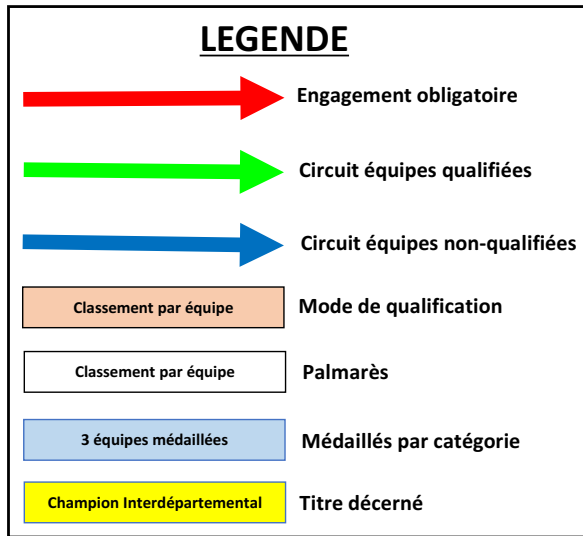 LEGENDE
Engagement obligatoire
Circuit équipes qualifiées
Circuit équipes non-qualifiées
Classement par équipe Mode de qualification
Classement par équipe Palmarès
3 équipes médaillées Médaillés par catégorie
Champion Interdépartemental Titre décerné